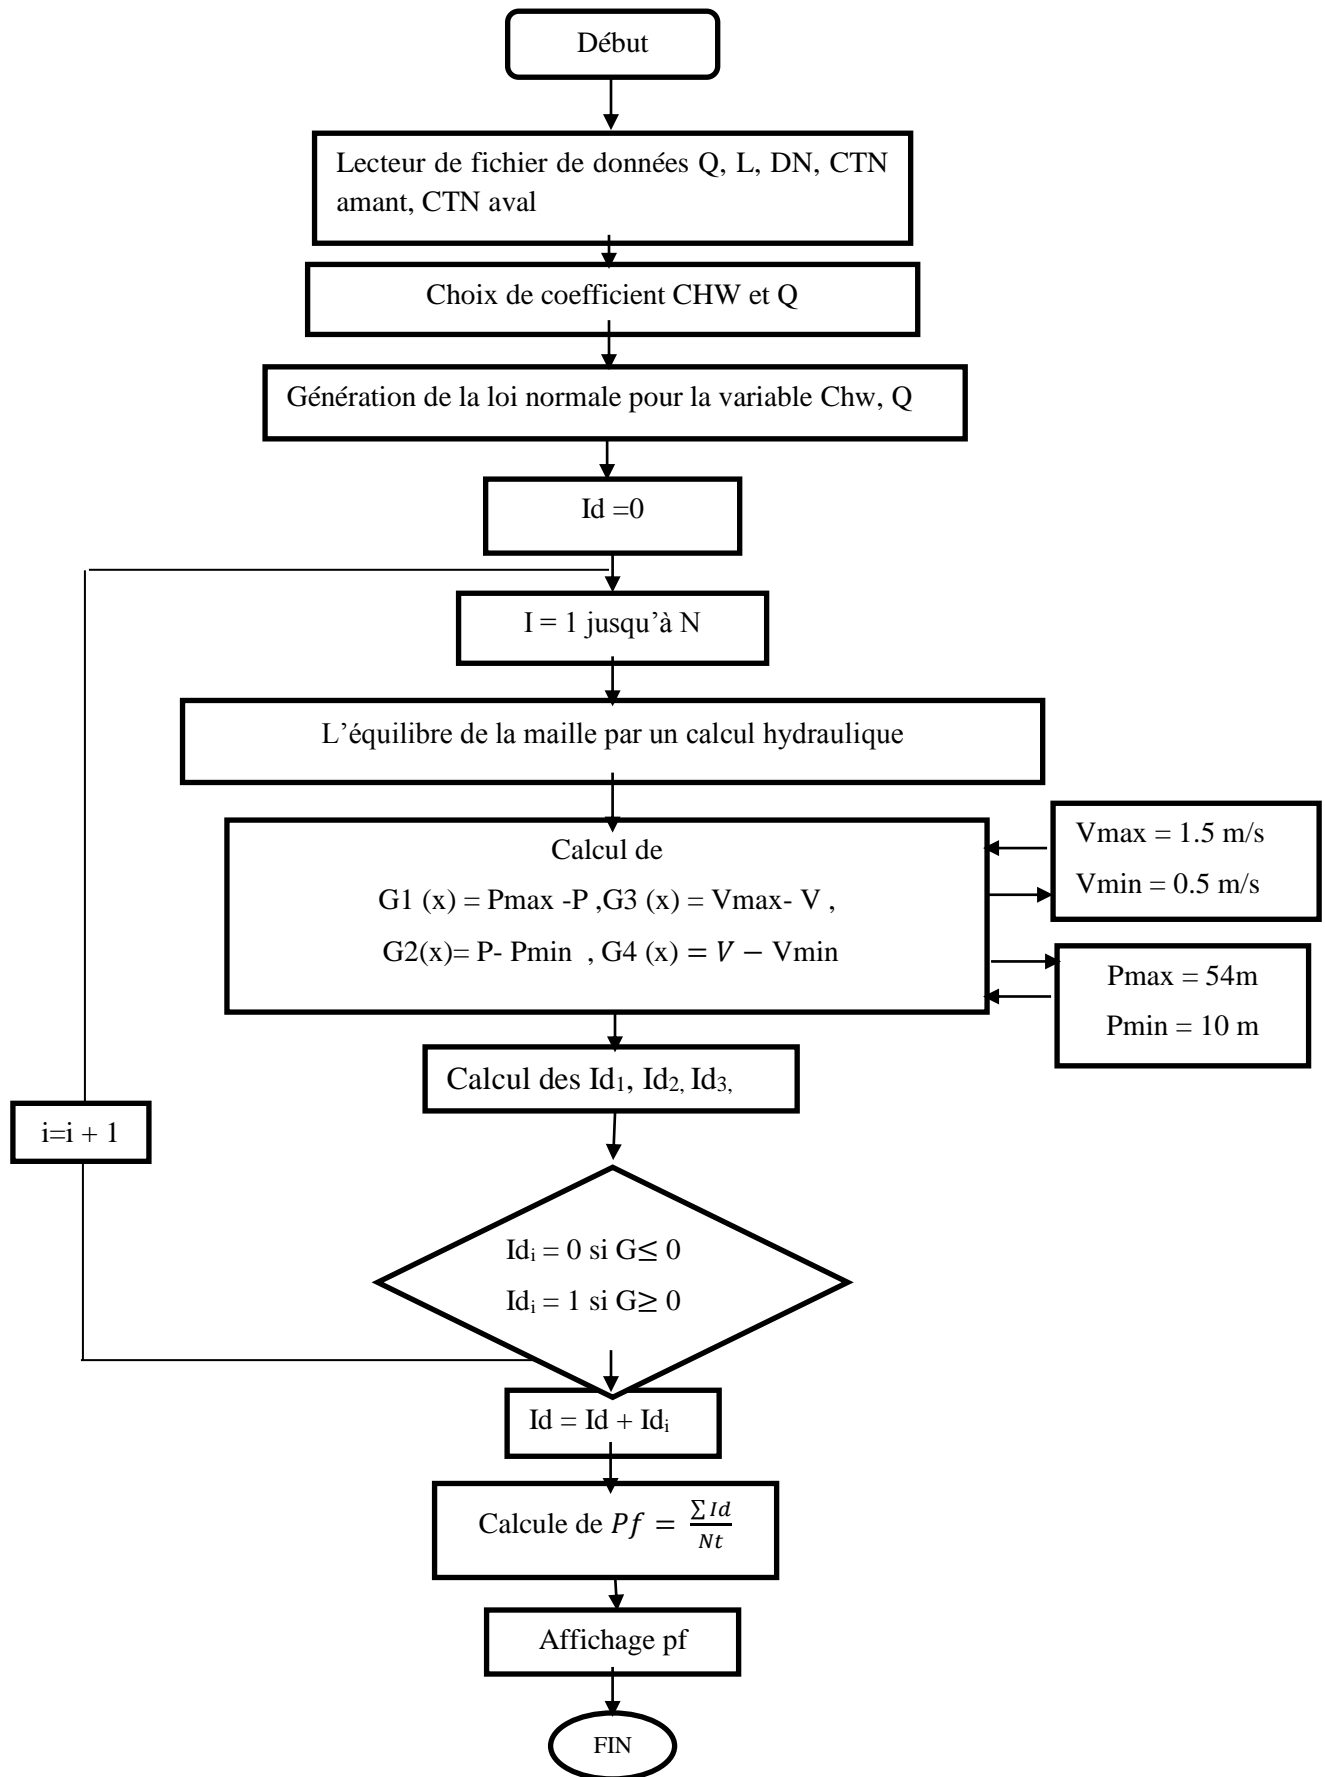 Début
Lecteur de fichier de données Q, L, DN, CTN
amant, CTN aval
Choix de coefficient CHW et Q
Génération de la loi normale pour la variable Chw, Q
Id =0
I = 1 jusqu’à N
L’équilibre de la maille par un calcul hydraulique
Calcul de
G1 (x) = Pmax -P ,G3 (x) = Vmax- V ,
G2(x)= P- Pmin , G4 (x) = V − Vmin
Vmax = 1.5 m/s
Vmin = 0.5 m/s
Pmax = 54m
Pmin = 10 m
Calcul des Id₁, Id₂, Id₃,
i=i + 1
Idᵢ = 0 si G≤ 0
Idᵢ = 1 si G≥ 0
Id = Id + Idᵢ
Calcule de Pf = ∑ Id / Nt
Affichage pf
FIN